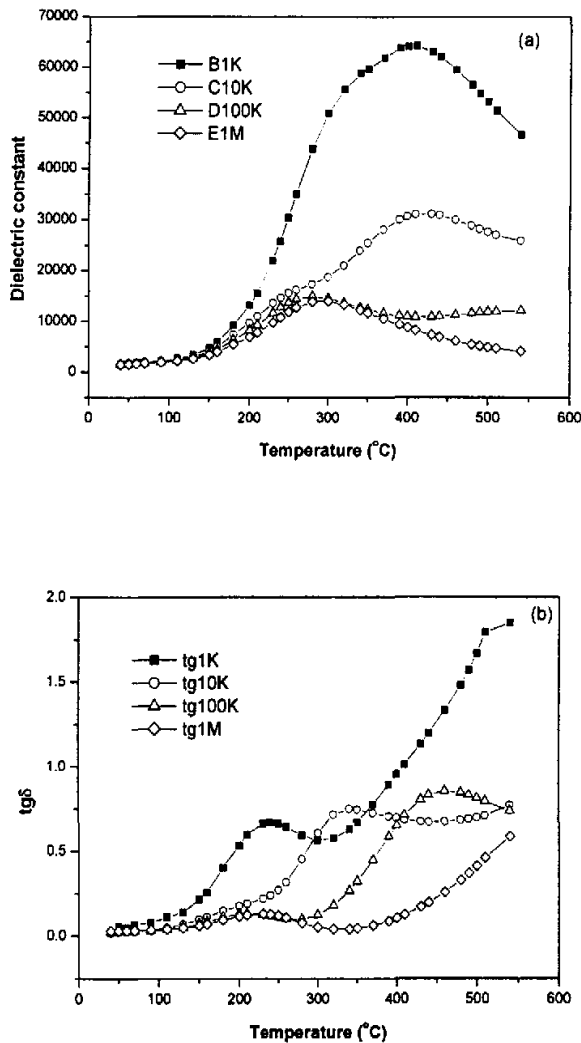 (a)
70000
60000
50000
40000
30000
20000
10000
0
Dielectric constant
B1K
C10K
D100K
E1M
0 100 200 300 400 500 600
Temperature (°C)
(b)
2.0
1.5
1.0
0.5
0.0
tgδ
tg1K
tg10K
tg100K
tg1M
0 100 200 300 400 500 600
Temperature (°C)